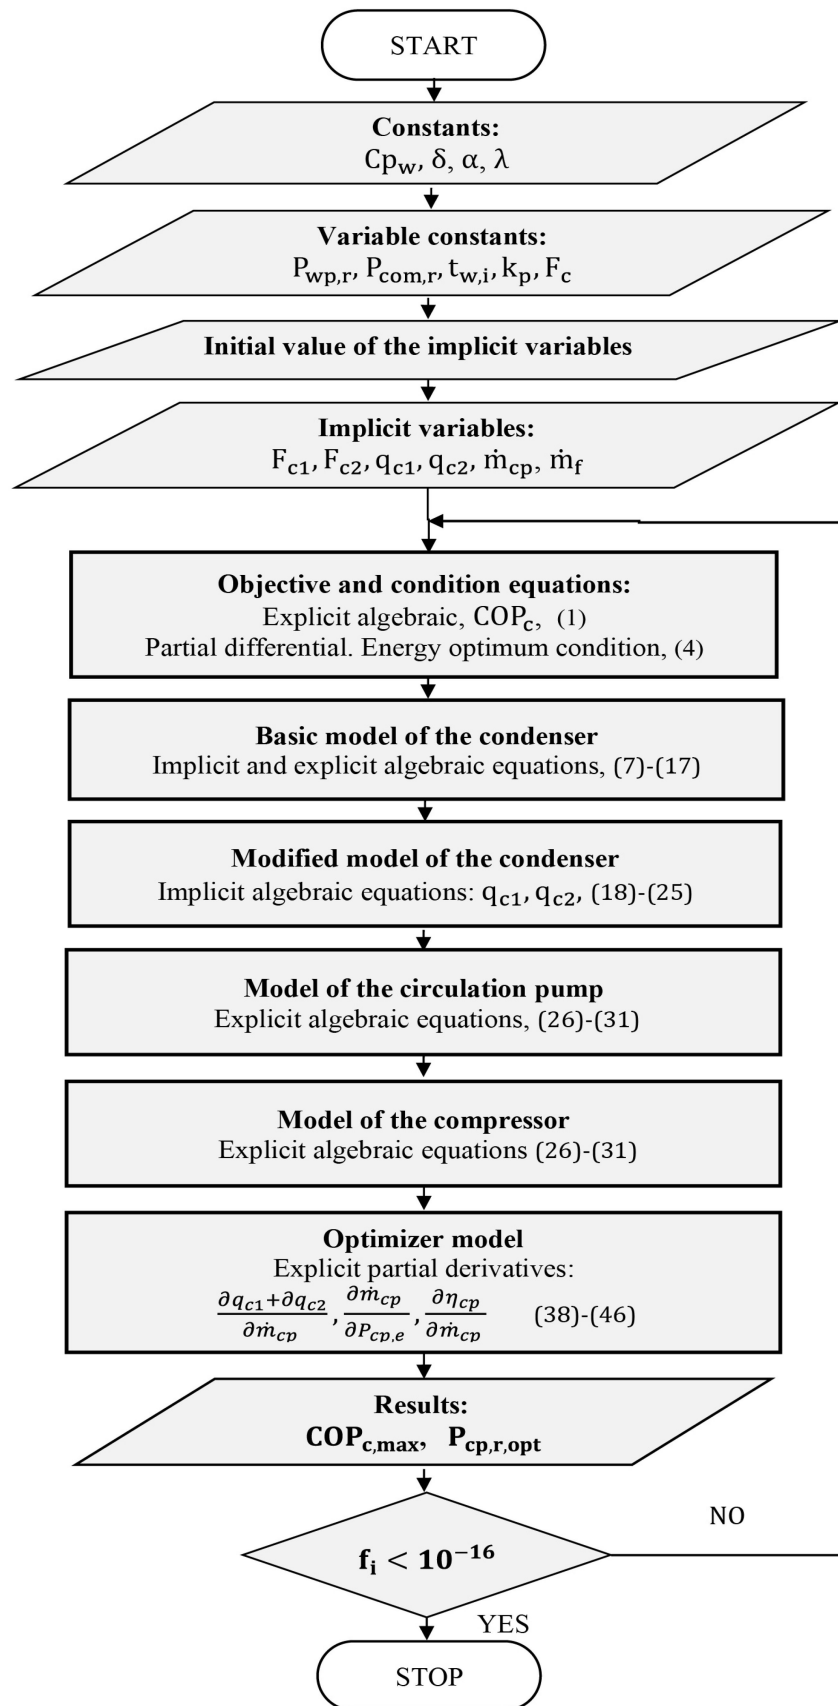 START
Constants:
Cp_w, δ, α, λ
Variable constants:
P_wp,r, P_com,r, t_w,i, k_p, F_c
Initial value of the implicit variables
Implicit variables:
F_c1, F_c2, q_c1, q_c2, ṁ_cp, ṁ_f
Objective and condition equations:
Explicit algebraic, COP_c, (1)
Partial differential. Energy optimum condition, (4)
Basic model of the condenser
Implicit and explicit algebraic equations, (7)-(17)
Modified model of the condenser
Implicit algebraic equations: q_c1, q_c2, (18)-(25)
Model of the circulation pump
Explicit algebraic equations, (26)-(31)
Model of the compressor
Explicit algebraic equations (26)-(31)
Optimizer model
Explicit partial derivatives:
∂q_c1+∂q_c2/∂ṁ_cp, ∂ṁ_cp/∂P_cp,e, ∂η_cp/∂ṁ_cp (38)-(46)
Results:
COP_c,max, P_cp,r,opt
f_i < 10^−16
NO
YES
STOP